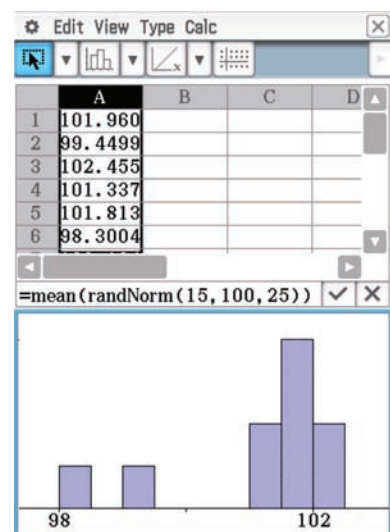 Edit View Type Calc
A B C D
1 101.960
2 99.4499
3 102.455
4 101.337
5 101.813
6 98.3004
=mean(randNorm(15,100,25))
98 102